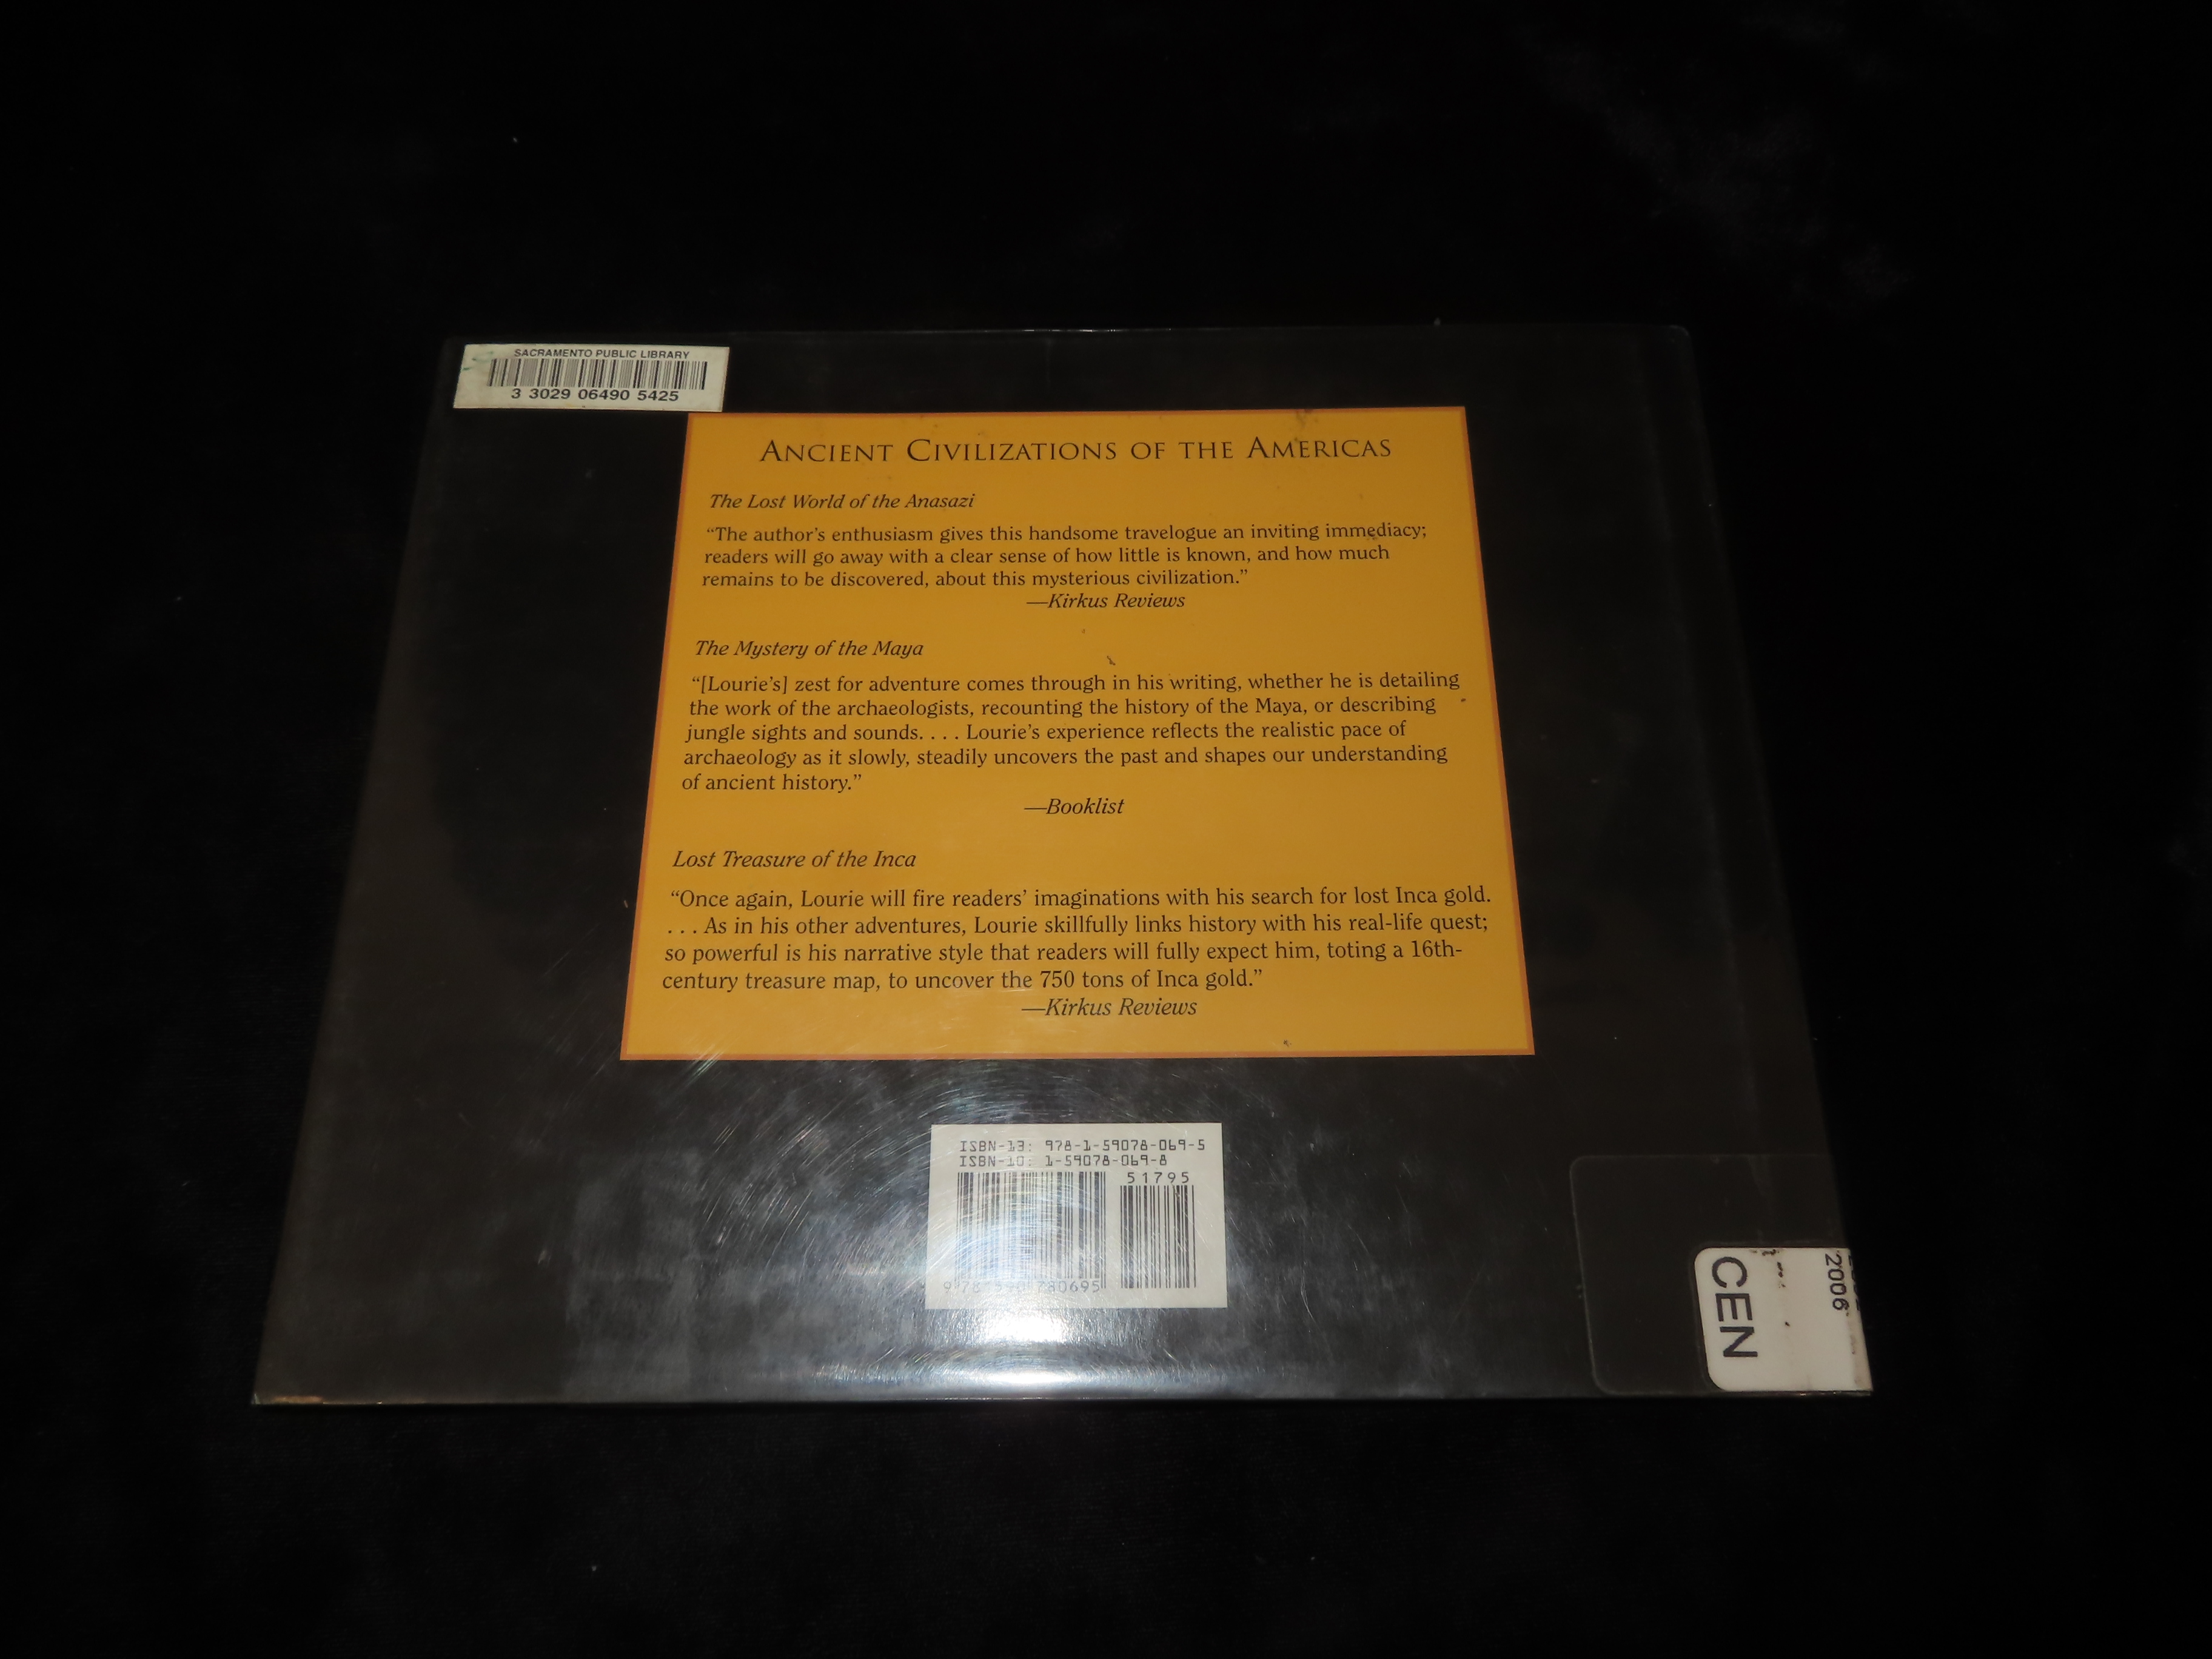 SACRAMENTO PUBLIC LIBRARY
3 3029 06490 5425
ANCIENT CIVILIZATIONS OF THE AMERICAS
The Lost World of the Anasazi
“The author’s enthusiasm gives this handsome travelogue an inviting immediacy;
readers will go away with a clear sense of how little is known, and how much
remains to be discovered, about this mysterious civilization.”
—Kirkus Reviews
The Mystery of the Maya
“[Lourie’s] zest for adventure comes through in his writing, whether he is detailing
the work of the archaeologists, recounting the history of the Maya, or describing
jungle sights and sounds. . . . Lourie’s experience reflects the realistic pace of
archaeology as it slowly, steadily uncovers the past and shapes our understanding
of ancient history.”
—Booklist
Lost Treasure of the Inca
“Once again, Lourie will fire readers’ imaginations with his search for lost Inca gold.
. . . As in his other adventures, Lourie skillfully links history with his real-life quest;
so powerful is his narrative style that readers will fully expect him, toting a 16th-
century treasure map, to uncover the 750 tons of Inca gold.”
—Kirkus Reviews
ISBN-13: 978-1-59078-069-5
ISBN-10: 1-59078-069-8
51795
2006
CEN